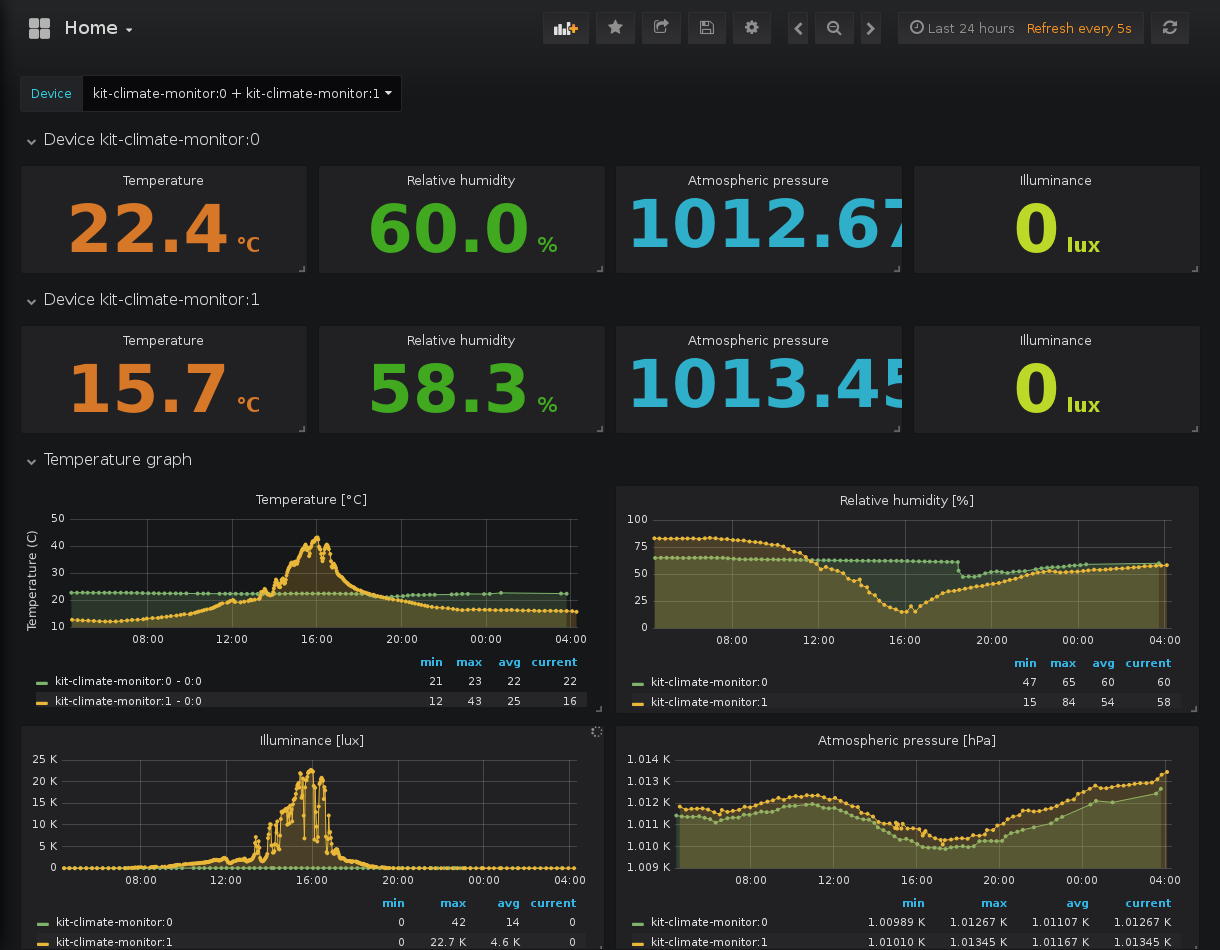 Home
Last 24 hours Refresh every 5s
Device kit-climate-monitor:0 + kit-climate-monitor:1
Device kit-climate-monitor:0
Temperature Relative humidity Atmospheric pressure Illuminance
22.4 °C 60.0 % 1012.67 0 lux
Device kit-climate-monitor:1
Temperature Relative humidity Atmospheric pressure Illuminance
15.7 °C 58.3 % 1013.45 0 lux
Temperature graph
Temperature [°C]
Temperature (C)
50
40
30
20
10
08:00 12:00 16:00 20:00 00:00 04:00
min max avg current
kit-climate-monitor:0 - 0:0 21 23 22 22
kit-climate-monitor:1 - 0:0 12 43 25 16
Relative humidity [%]
100
75
50
25
0
08:00 12:00 16:00 20:00 00:00 04:00
min max avg current
kit-climate-monitor:0 47 65 60 60
kit-climate-monitor:1 15 84 54 58
Illuminance [lux]
25 K
20 K
15 K
10 K
5 K
0
08:00 12:00 16:00 20:00 00:00 04:00
min max avg current
kit-climate-monitor:0 0 42 14 0
kit-climate-monitor:1 0 22.7 K 4.6 K 0
Atmospheric pressure [hPa]
1.014 K
1.013 K
1.012 K
1.011 K
1.010 K
1.009 K
08:00 12:00 16:00 20:00 00:00 04:00
min max avg current
kit-climate-monitor:0 1.00989 K 1.01267 K 1.01107 K 1.01267 K
kit-climate-monitor:1 1.01010 K 1.01345 K 1.01167 K 1.01345 K